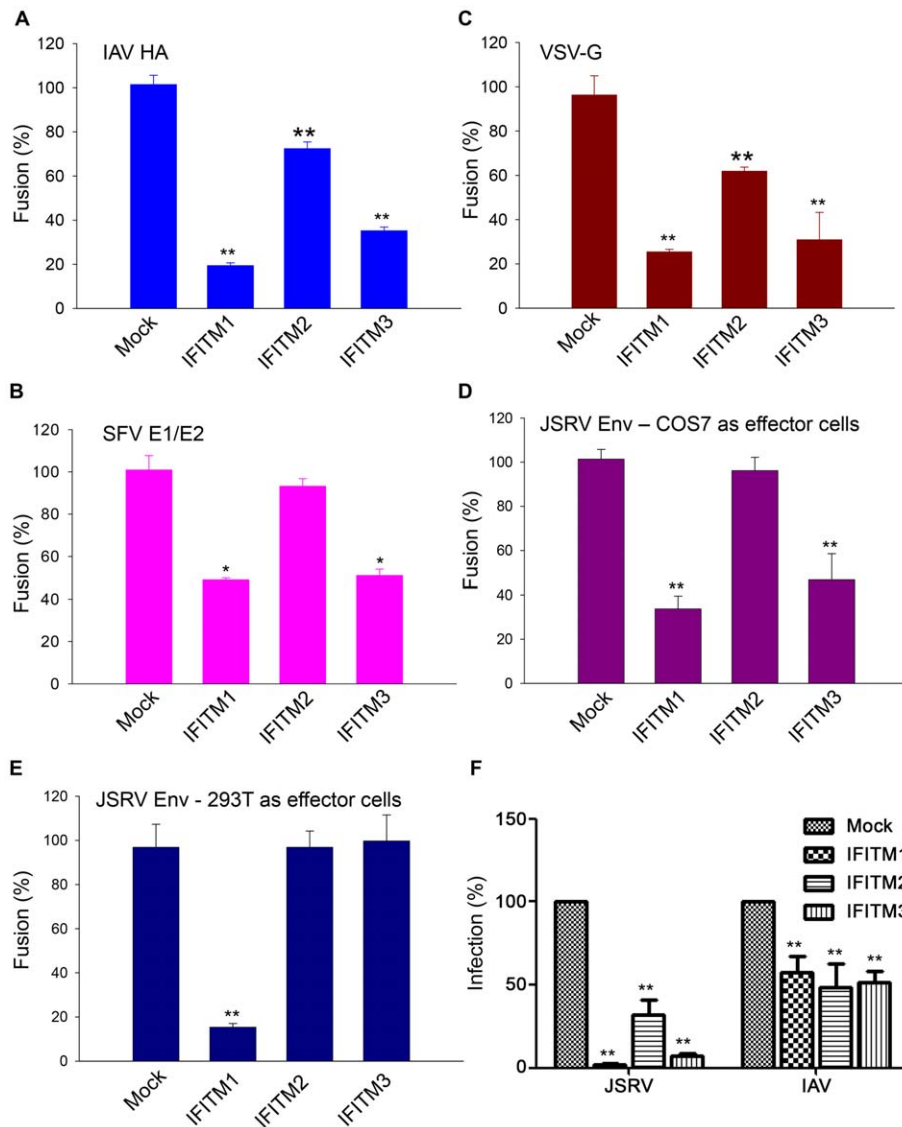 A
IAV HA
Fusion (%)
120
100
80
60
40
20
0
**
**
**
Mock
IFITM1
IFITM2
IFITM3
C
VSV-G
Fusion (%)
120
100
80
60
40
20
0
**
**
**
Mock
IFITM1
IFITM2
IFITM3
B
SFV E1/E2
Fusion (%)
120
100
80
60
40
20
0
*
*
Mock
IFITM1
IFITM2
IFITM3
D
JSRV Env – COS7 as effector cells
Fusion (%)
120
100
80
60
40
20
0
**
**
Mock
IFITM1
IFITM2
IFITM3
E
JSRV Env - 293T as effector cells
Fusion (%)
120
100
80
60
40
20
0
**
Mock
IFITM1
IFITM2
IFITM3
F
Infection (%)
150
100
50
0
Mock
IFITM1
IFITM2
IFITM3
**
**
**
**
**
**
JSRV
IAV